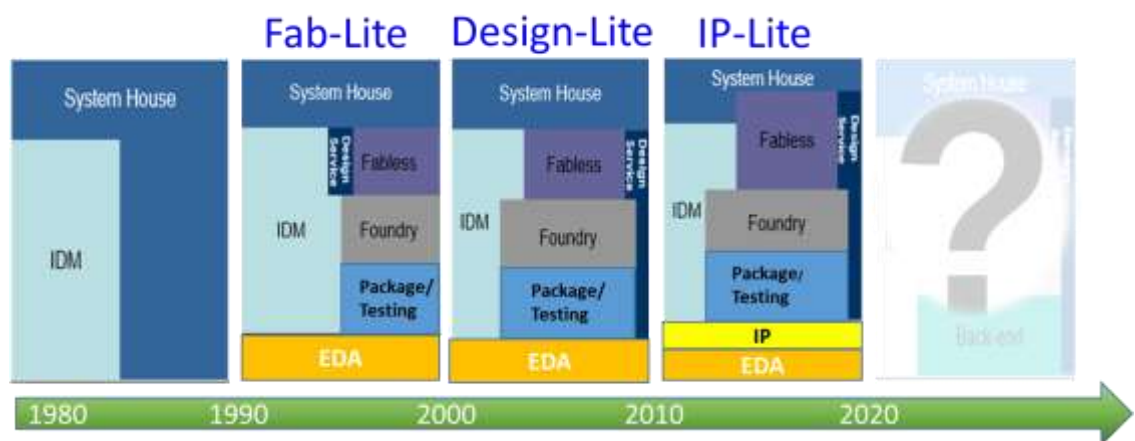 Fab-Lite
Design-Lite
IP-Lite
System House
IDM
System House
Design
Service
Fabless
IDM
Foundry
Package/
Testing
EDA
System House
Fabless
Design
Service
IDM
Foundry
Package/
Testing
EDA
System House
Fabless
Design
Service
IDM
Foundry
Package/
Testing
IP
EDA
System House
?
Back-end
1980
1990
2000
2010
2020